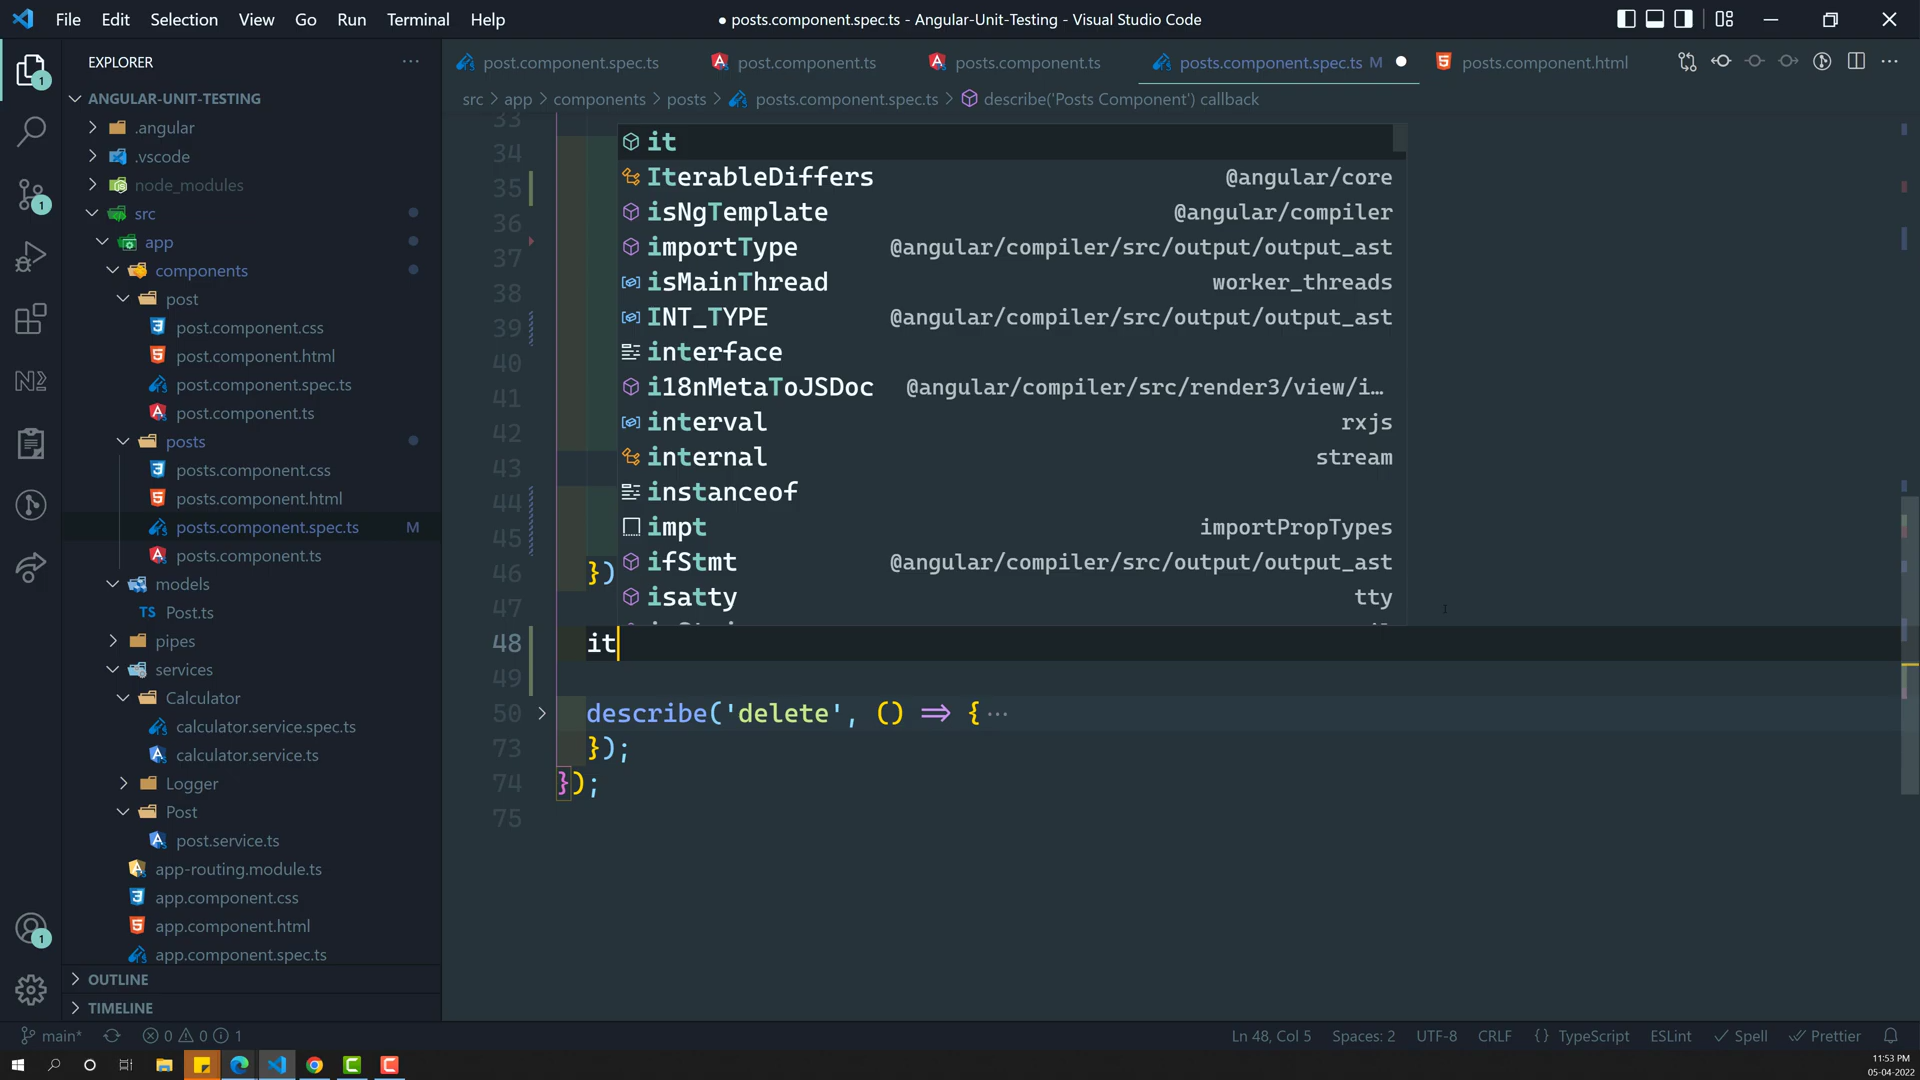 File Edit Selection View Go Run Terminal Help
● posts.component.spec.ts - Angular-Unit-Testing - Visual Studio Code
EXPLORER
ANGULAR-UNIT-TESTING
.angular
.vscode
node_modules
src
app
components
post
post.component.css
post.component.html
post.component.spec.ts
post.component.ts
posts
posts.component.css
posts.component.html
posts.component.spec.ts M
posts.component.ts
models
TS Post.ts
pipes
services
Calculator
calculator.service.spec.ts
calculator.service.ts
Logger
Post
post.service.ts
app-routing.module.ts
app.component.css
app.component.html
app.component.spec.ts
OUTLINE
TIMELINE
1
1
1
post.component.spec.ts post.component.ts posts.component.ts posts.component.spec.ts M posts.component.html
src > app > components > posts > posts.component.spec.ts > describe('Posts Component') callback
33
34
35
36
37
38
39
40
41
42
43
44
45
46 })
47
48 it
49
50 describe('delete', () => { ···
73 });
74 });
75
it
IterableDiffers @angular/core
isNgTemplate @angular/compiler
importType @angular/compiler/src/output/output_ast
isMainThread worker_threads
INT_TYPE @angular/compiler/src/output/output_ast
interface
i18nMetaToJSDoc @angular/compiler/src/render3/view/i…
interval rxjs
internal stream
instanceof
impt importPropTypes
ifStmt @angular/compiler/src/output/output_ast
isatty tty
main* 0 0 1
Ln 48, Col 5 Spaces: 2 UTF-8 CRLF {} TypeScript ESLint Spell Prettier
11:53 PM
05-04-2022